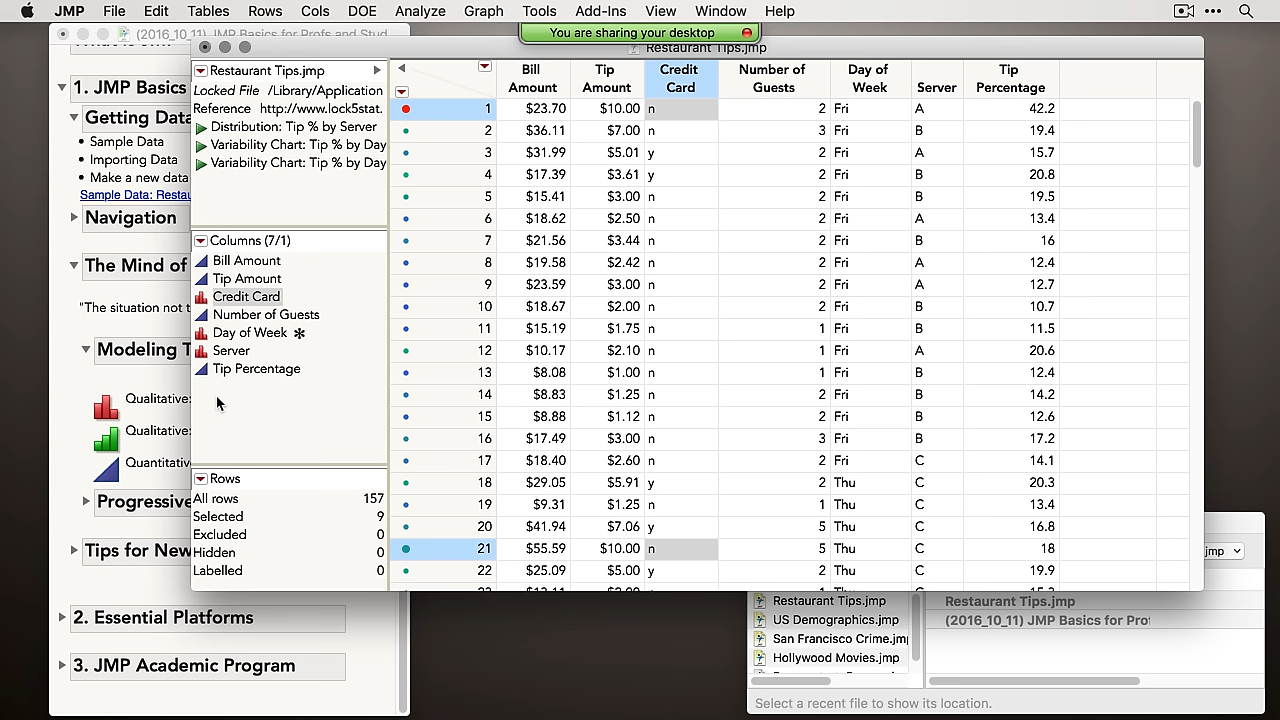 JMP File Edit Tables Rows Cols DOE Analyze Graph Tools Add-Ins View Window Help
You are sharing your desktop
(2016_10_11) JMP Basics for Profs and Stud
Restaurant Tips.jmp
1. JMP Basics
Getting Data
• Sample Data
• Importing Data
• Make a new data
Sample Data: Restau
Navigation
The Mind of
"The situation not t
Modeling T
Qualitative:
Qualitative:
Quantitative
Progressive
Tips for New
2. Essential Platforms
3. JMP Academic Program
Restaurant Tips.jmp
Locked File /Library/Application
Reference http://www.lock5stat.
Distribution: Tip % by Server
Variability Chart: Tip % by Day
Variability Chart: Tip % by Day
Columns (7/1)
Bill Amount
Tip Amount
Credit Card
Number of Guests
Day of Week
Server
Tip Percentage
Rows
All rows 157
Selected 9
Excluded 0
Hidden 0
Labelled 0
Bill Amount Tip Amount Credit Card Number of Guests Day of Week Server Tip Percentage
1 $23.70 $10.00 n 2 Fri A 42.2
2 $36.11 $7.00 n 3 Fri B 19.4
3 $31.99 $5.01 y 2 Fri A 15.7
4 $17.39 $3.61 y 2 Fri B 20.8
5 $15.41 $3.00 n 2 Fri B 19.5
6 $18.62 $2.50 n 2 Fri A 13.4
7 $21.56 $3.44 n 2 Fri B 16
8 $19.58 $2.42 n 2 Fri A 12.4
9 $23.59 $3.00 n 2 Fri A 12.7
10 $18.67 $2.00 n 2 Fri B 10.7
11 $15.19 $1.75 n 1 Fri B 11.5
12 $10.17 $2.10 n 1 Fri A 20.6
13 $8.08 $1.00 n 1 Fri B 12.4
14 $8.83 $1.25 n 2 Fri B 14.2
15 $8.88 $1.12 n 2 Fri B 12.6
16 $17.49 $3.00 n 3 Fri B 17.2
17 $18.40 $2.60 n 2 Fri C 14.1
18 $29.05 $5.91 y 2 Thu C 20.3
19 $9.31 $1.25 n 1 Thu C 13.4
20 $41.94 $7.06 y 5 Thu C 16.8
21 $55.59 $10.00 n 5 Thu C 18
22 $25.09 $5.00 y 2 Thu C 19.9
jmp
Restaurant Tips.jmp
US Demographics.jmp
San Francisco Crime.jmp
Hollywood Movies.jmp
Restaurant Tips.jmp
(2016_10_11) JMP Basics for Prof
Select a recent file to show its location.